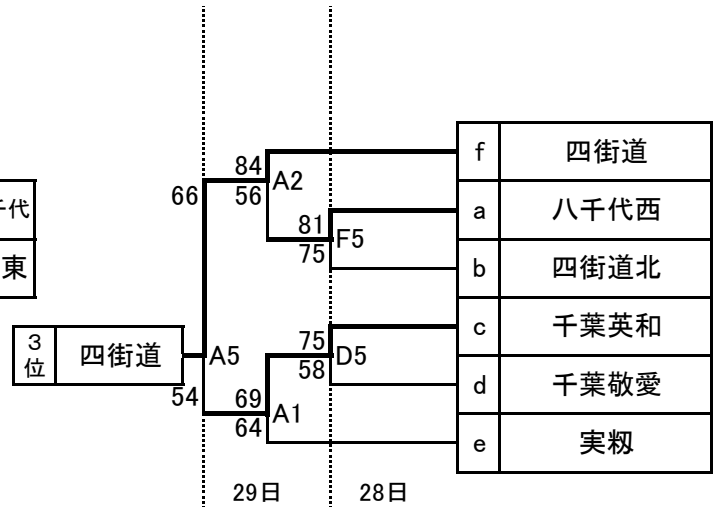 f 四街道
84
A2
56
66
千代
a 八千代西
81
F5
75
東
b 四街道北
c 千葉英和
3位 四街道
A5
75
D5
58
d 千葉敬愛
54
69
A1
64
e 実籾
29日 28日